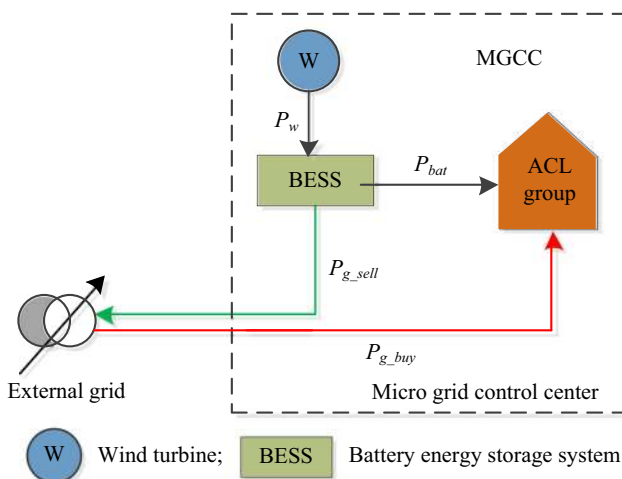 W
MGCC
P_w
BESS
P_bat
ACL
group
P_g_sell
P_g_buy
External grid
Micro grid control center
W Wind turbine; BESS Battery energy storage system